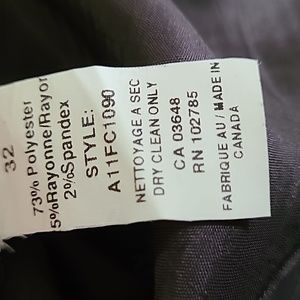 32
73% Polyester
5%Rayonne/Rayon
2%Spandex
STYLE:
A11FC1090
NETTOYAGE A SEC
DRY CLEAN ONLY
CA 03648
RN 102785
FABRIQUE AU / MADE IN
CANADA